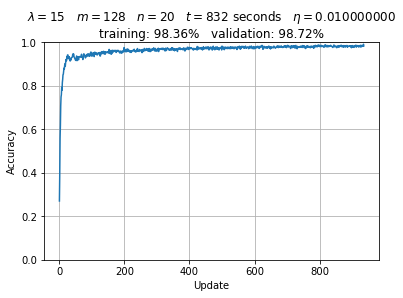 λ = 15 m = 128 n = 20 t = 832 seconds η = 0.010000000
training: 98.36% validation: 98.72%
1.0
0.8
0.6
0.4
0.2
0.0
Accuracy
0 200 400 600 800
Update